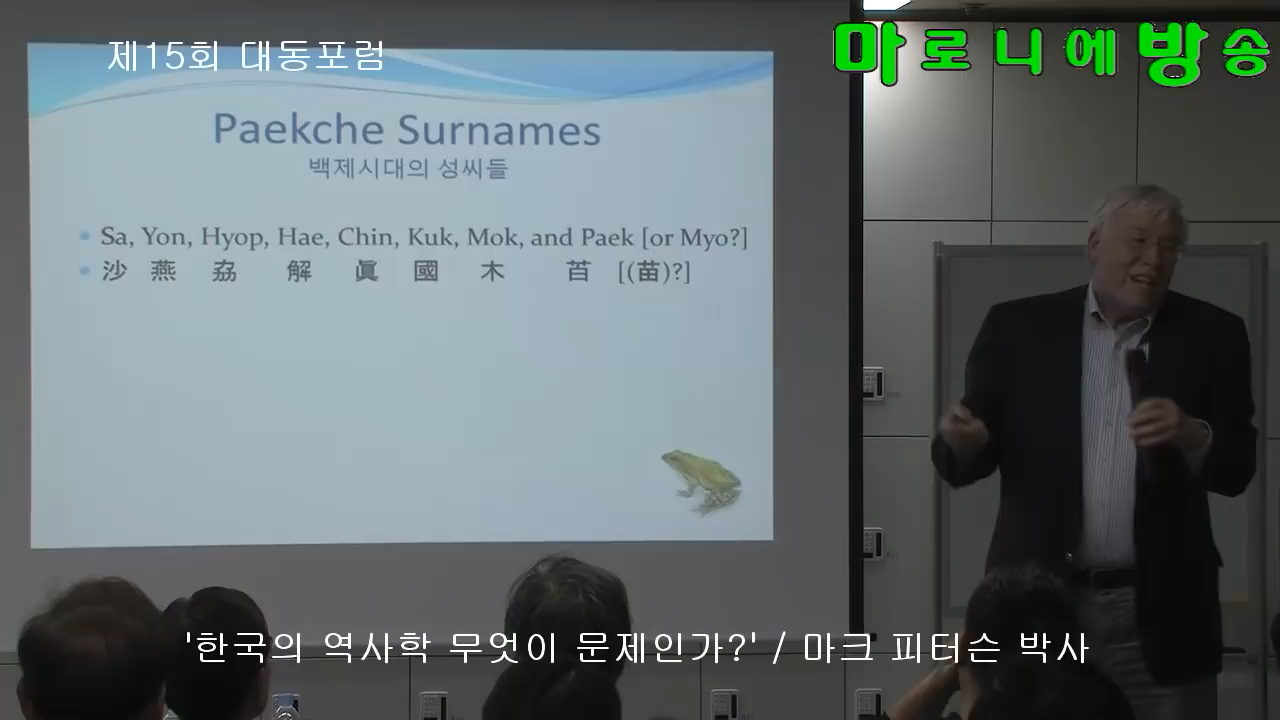 제15회 대동포럼
마로니에방송
Paekche Surnames
백제시대의 성씨들
Sa, Yon, Hyop, Hae, Chin, Kuk, Mok, and Paek [or Myo?]
沙 燕 劦 解 眞 國 木 苩 [(苗)?]
'한국의 역사학 무엇이 문제인가?' / 마크 피터슨 박사